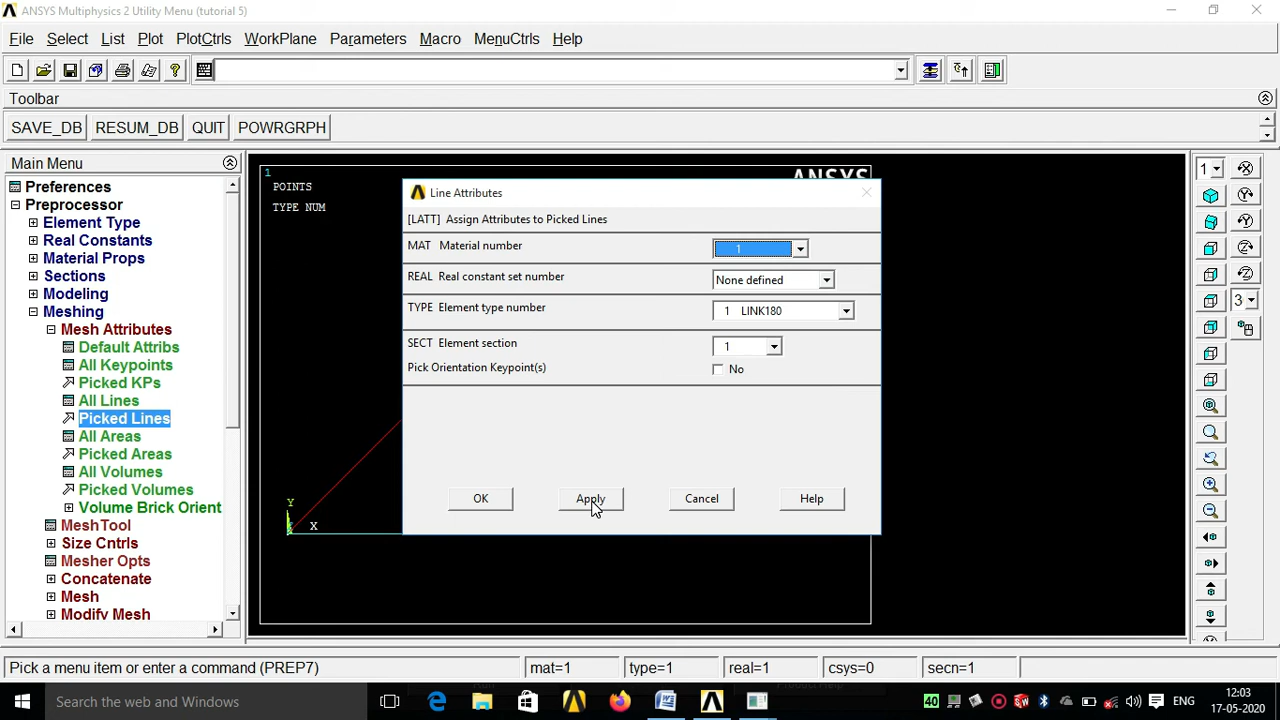 ANSYS Multiphysics 2 Utility Menu (tutorial 5)
File Select List Plot PlotCtrls WorkPlane Parameters Macro MenuCtrls Help
Toolbar
SAVE_DB RESUM_DB QUIT POWRGRPH
Main Menu
Preferences
Preprocessor
Element Type
Real Constants
Material Props
Sections
Modeling
Meshing
Mesh Attributes
Default Attribs
All Keypoints
Picked KPs
All Lines
Picked Lines
All Areas
Picked Areas
All Volumes
Picked Volumes
Volume Brick Orient
MeshTool
Size Cntrls
Mesher Opts
Concatenate
Mesh
Modify Mesh
1
POINTS
TYPE NUM
ANSYS
Y
X
Line Attributes
[LATT] Assign Attributes to Picked Lines
MAT Material number 1
REAL Real constant set number None defined
TYPE Element type number 1 LINK180
SECT Element section 1
Pick Orientation Keypoint(s) No
OK Apply Cancel Help
1
3
Pick a menu item or enter a command (PREP7) mat=1 type=1 real=1 csys=0 secn=1
Search the web and Windows
40
ENG
12:03
17-05-2020